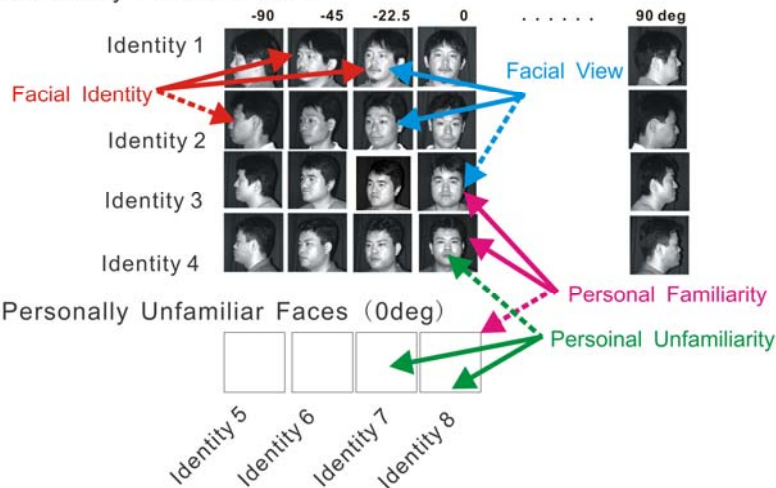 -90 -45 -22.5 0 . . . . . . 90 deg
Identity 1
Facial View
Facial Identity
Identity 2
Identity 3
Identity 4
Personal Familiarity
Personally Unfamiliar Faces (0deg)
Persoinal Unfamiliarity
Identity 5 Identity 6 Identity 7 Identity 8